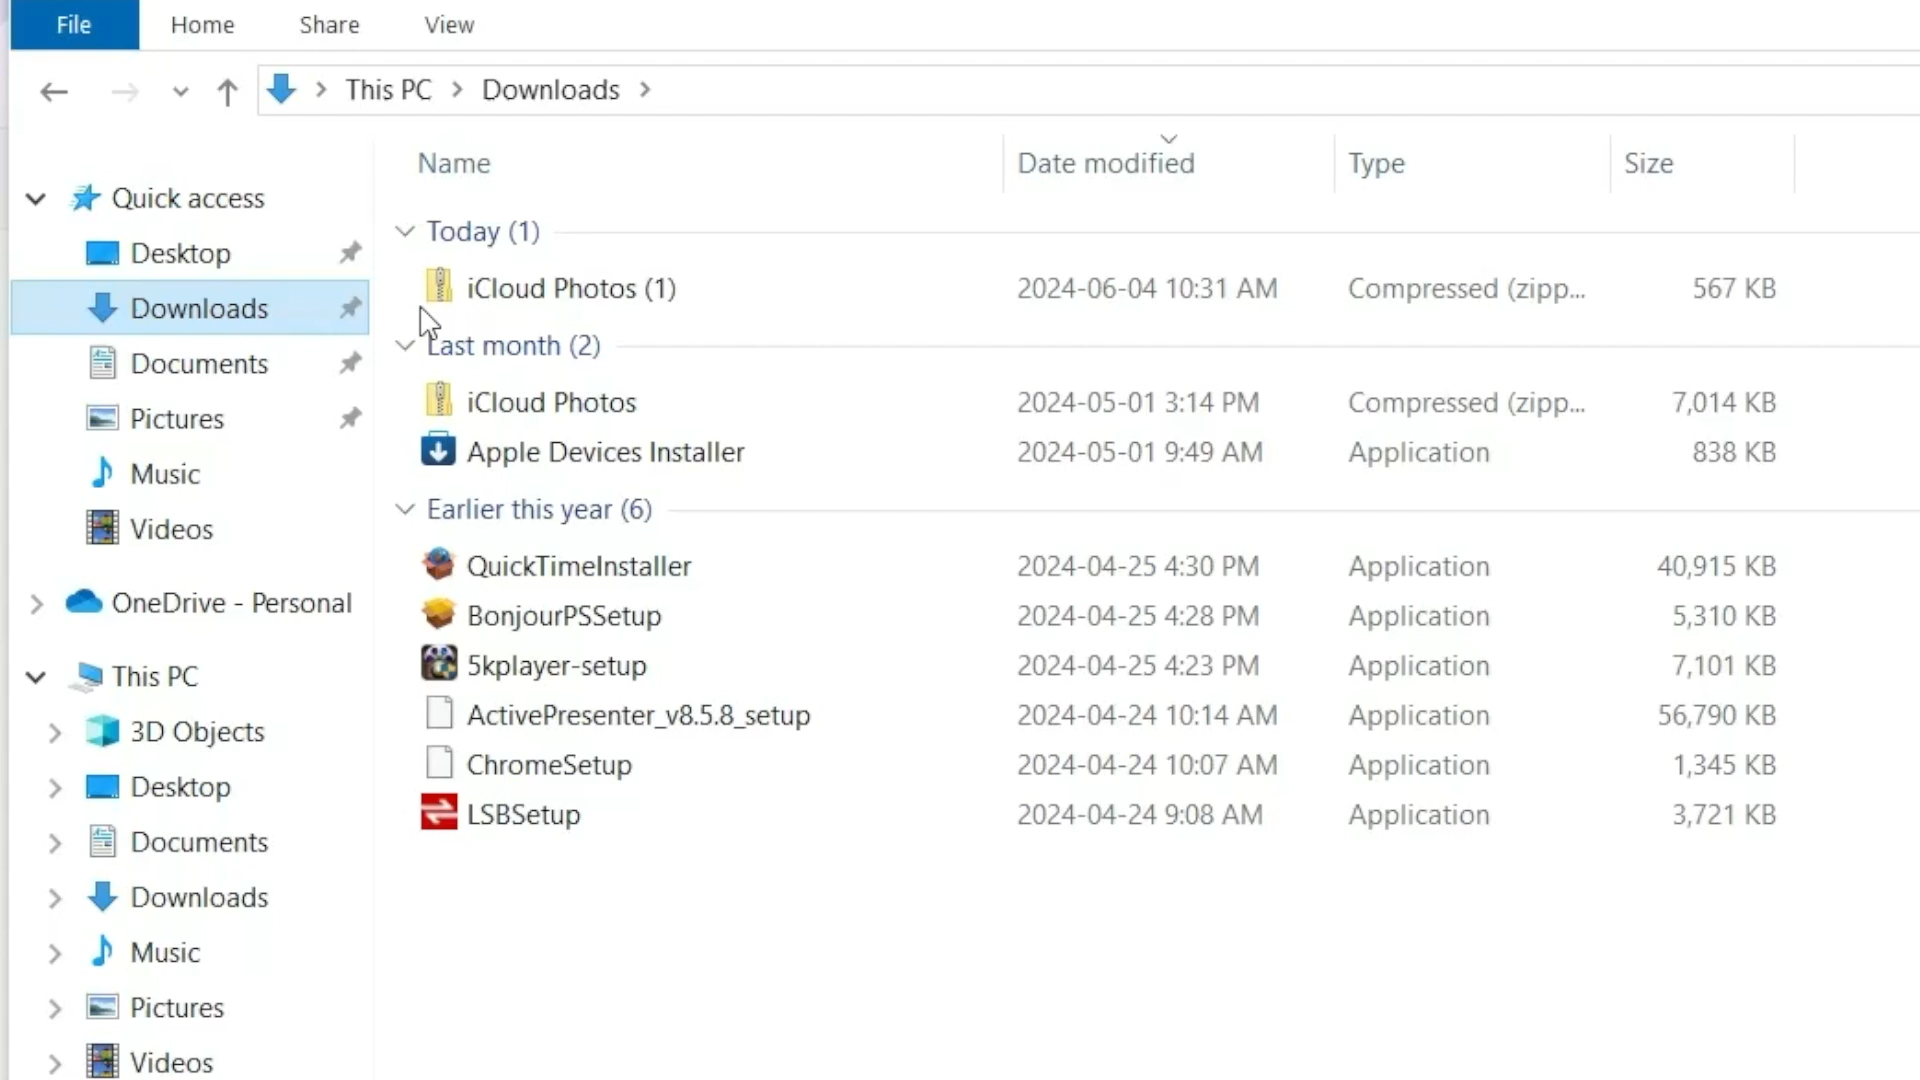 File Home Share View
This PC Downloads
Name Date modified Type Size
Quick access
Desktop
Downloads
Documents
Pictures
Music
Videos
OneDrive - Personal
This PC
3D Objects
Desktop
Documents
Downloads
Music
Pictures
Videos
Today (1)
iCloud Photos (1) 2024-06-04 10:31 AM Compressed (zipp... 567 KB
Last month (2)
iCloud Photos 2024-05-01 3:14 PM Compressed (zipp... 7,014 KB
Apple Devices Installer 2024-05-01 9:49 AM Application 838 KB
Earlier this year (6)
QuickTimeInstaller 2024-04-25 4:30 PM Application 40,915 KB
BonjourPSSetup 2024-04-25 4:28 PM Application 5,310 KB
5kplayer-setup 2024-04-25 4:23 PM Application 7,101 KB
ActivePresenter_v8.5.8_setup 2024-04-24 10:14 AM Application 56,790 KB
ChromeSetup 2024-04-24 10:07 AM Application 1,345 KB
LSBSetup 2024-04-24 9:08 AM Application 3,721 KB